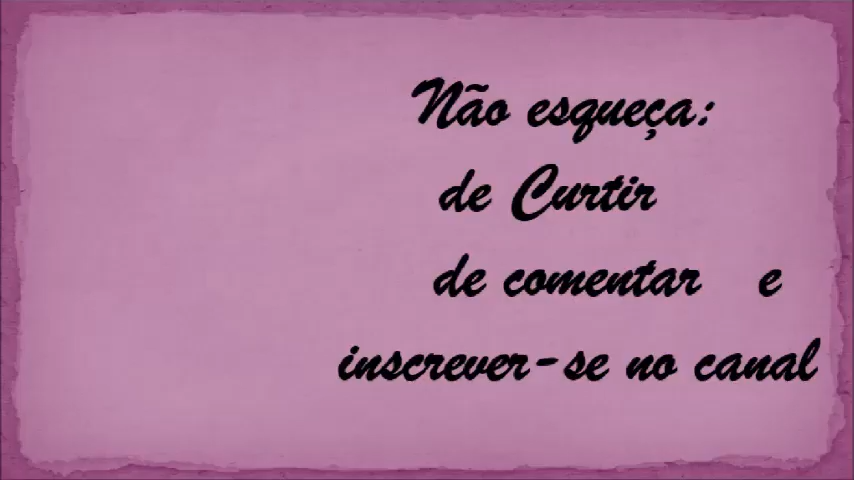 Não esqueça:
de Curtir
de comentar e
inscrever-se no canal